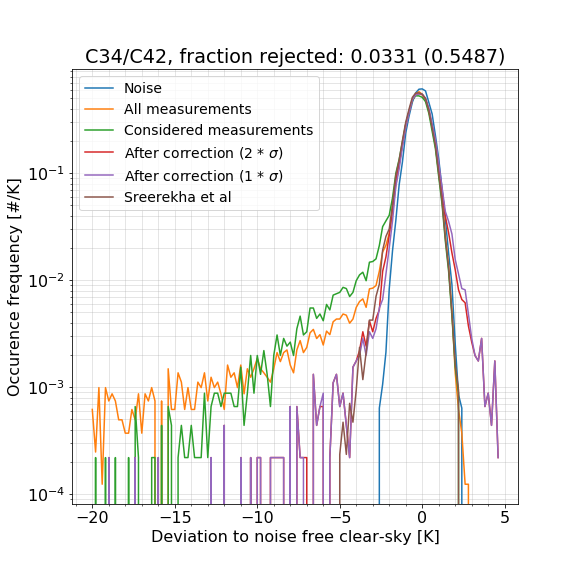 C34/C42, fraction rejected: 0.0331 (0.5487)
Noise
All measurements
Considered measurements
After correction (2 * σ)
After correction (1 * σ)
Sreerekha et al
Occurence frequency [#/K]
10⁻¹
10⁻²
10⁻³
10⁻⁴
−20 −15 −10 −5 0 5
Deviation to noise free clear-sky [K]